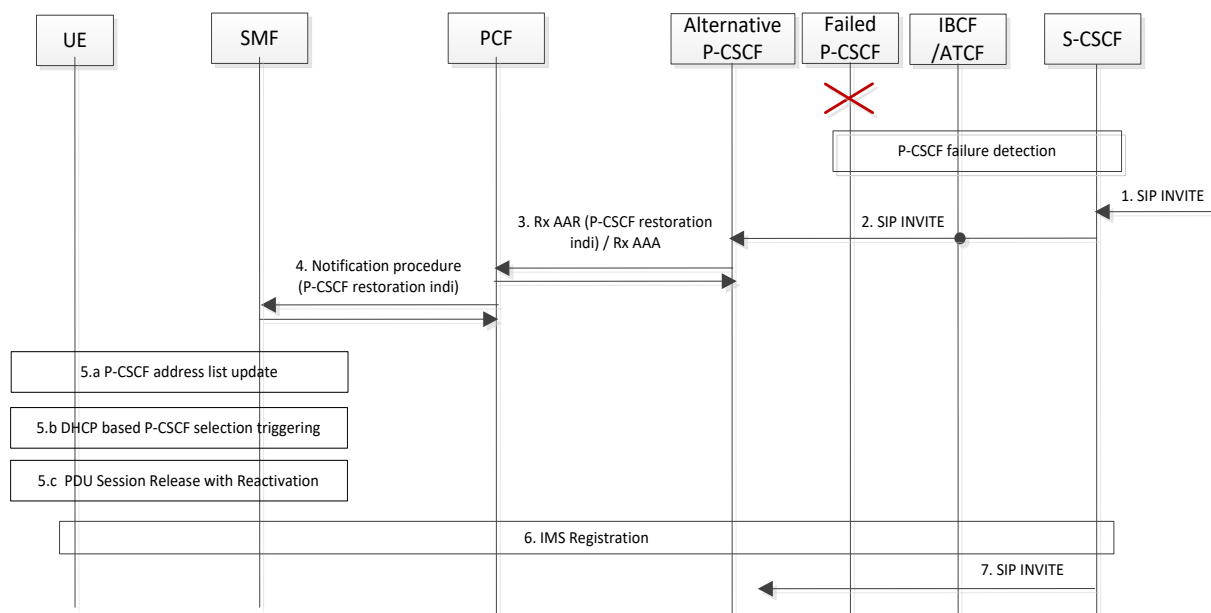 UE
SMF
PCF
Alternative
P-CSCF
Failed
P-CSCF
IBCF
/ATCF
S-CSCF
P-CSCF failure detection
1. SIP INVITE
2. SIP INVITE
3. Rx AAR (P-CSCF restoration
indi) / Rx AAA
4. Notification procedure
(P-CSCF restoration indi)
5.a P-CSCF address list update
5.b DHCP based P-CSCF selection triggering
5.c PDU Session Release with Reactivation
6. IMS Registration
7. SIP INVITE